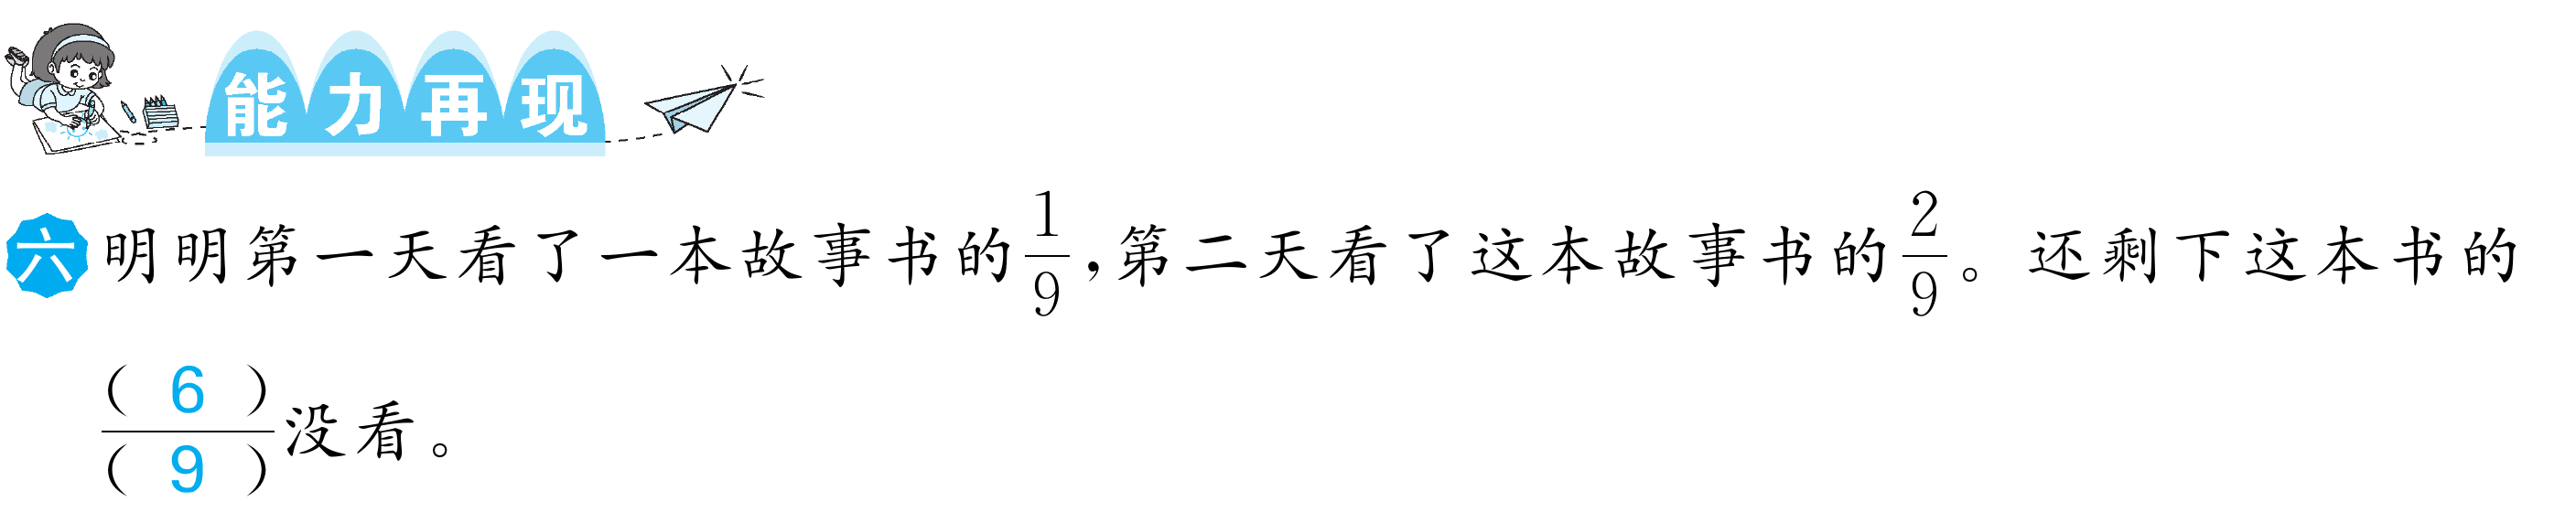 能力再现
六 明明第一天看了一本故事书的1/9,第二天看了这本故事书的2/9。还剩下这本书的
( 6 )/( 9 )没看。